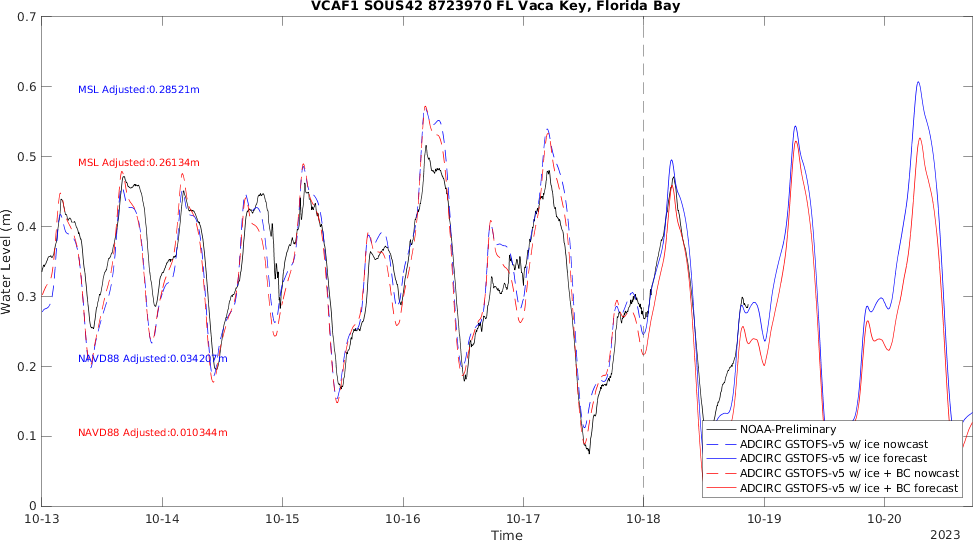 VCAF1 SOUS42 8723970 FL Vaca Key, Florida Bay
Water Level (m)
0.7
0.6
0.5
0.4
0.3
0.2
0.1
0
MSL Adjusted:0.28521m
MSL Adjusted:0.26134m
NAVD88 Adjusted:0.034207m
NAVD88 Adjusted:0.010344m
NOAA-Preliminary
ADCIRC GSTOFS-v5 w/ ice nowcast
ADCIRC GSTOFS-v5 w/ ice forecast
ADCIRC GSTOFS-v5 w/ ice + BC nowcast
ADCIRC GSTOFS-v5 w/ ice + BC forecast
10-13 10-14 10-15 10-16 10-17 10-18 10-19 10-20
Time
2023